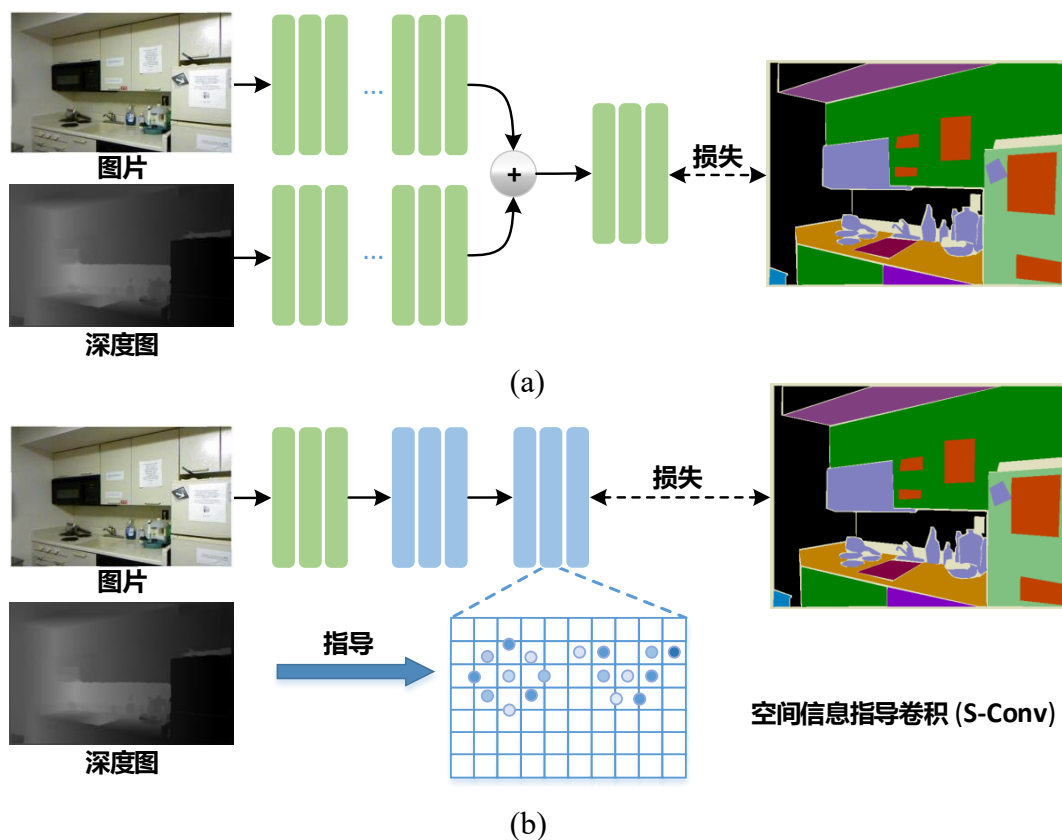 图片
...
+
损失
深度图
...
(a)
图片
损失
指导
深度图
空间信息指导卷积 (S-Conv)
(b)